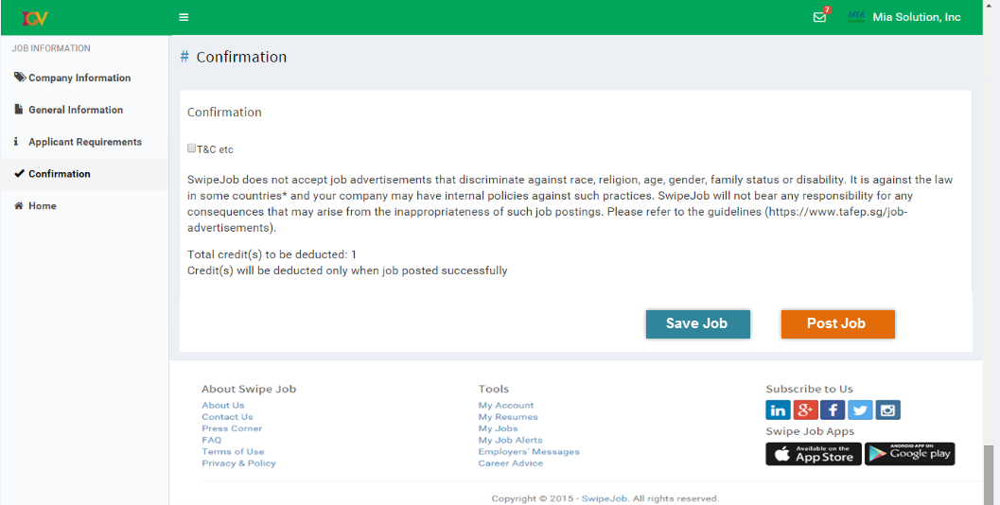 IGV
7
MIA
Mia Solution, Inc
JOB INFORMATION
Company Information
General Information
Applicant Requirements
Confirmation
Home
# Confirmation
Confirmation
T&C etc
SwipeJob does not accept job advertisements that discriminate against race, religion, age, gender, family status or disability. It is against the law
in some countries* and your company may have internal policies against such practices. SwipeJob will not bear any responsibility for any
consequences that may arise from the inappropriateness of such job postings. Please refer to the guidelines (https://www.tafep.sg/job-
advertisements).
Total credit(s) to be deducted: 1
Credit(s) will be deducted only when job posted successfully
Save Job
Post Job
About Swipe Job
About Us
Contact Us
Press Corner
FAQ
Terms of Use
Privacy & Policy
Tools
My Account
My Resumes
My Jobs
My Job Alerts
Employers' Messages
Career Advice
Subscribe to Us
in g+ f
Swipe Job Apps
Available on the
App Store
ANDROID APP ON
Google play
Copyright © 2015 - SwipeJob. All rights reserved.